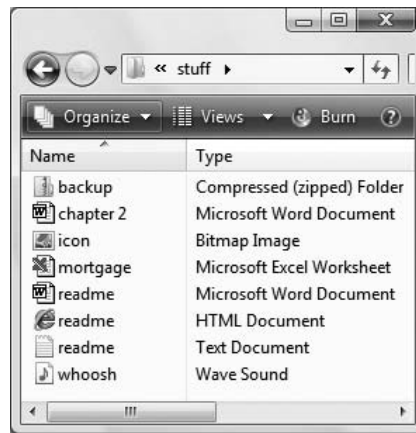 « stuff
Organize Views Burn ?
Name Type
backup Compressed (zipped) Folder
chapter 2 Microsoft Word Document
icon Bitmap Image
mortgage Microsoft Excel Worksheet
readme Microsoft Word Document
readme HTML Document
readme Text Document
whoosh Wave Sound